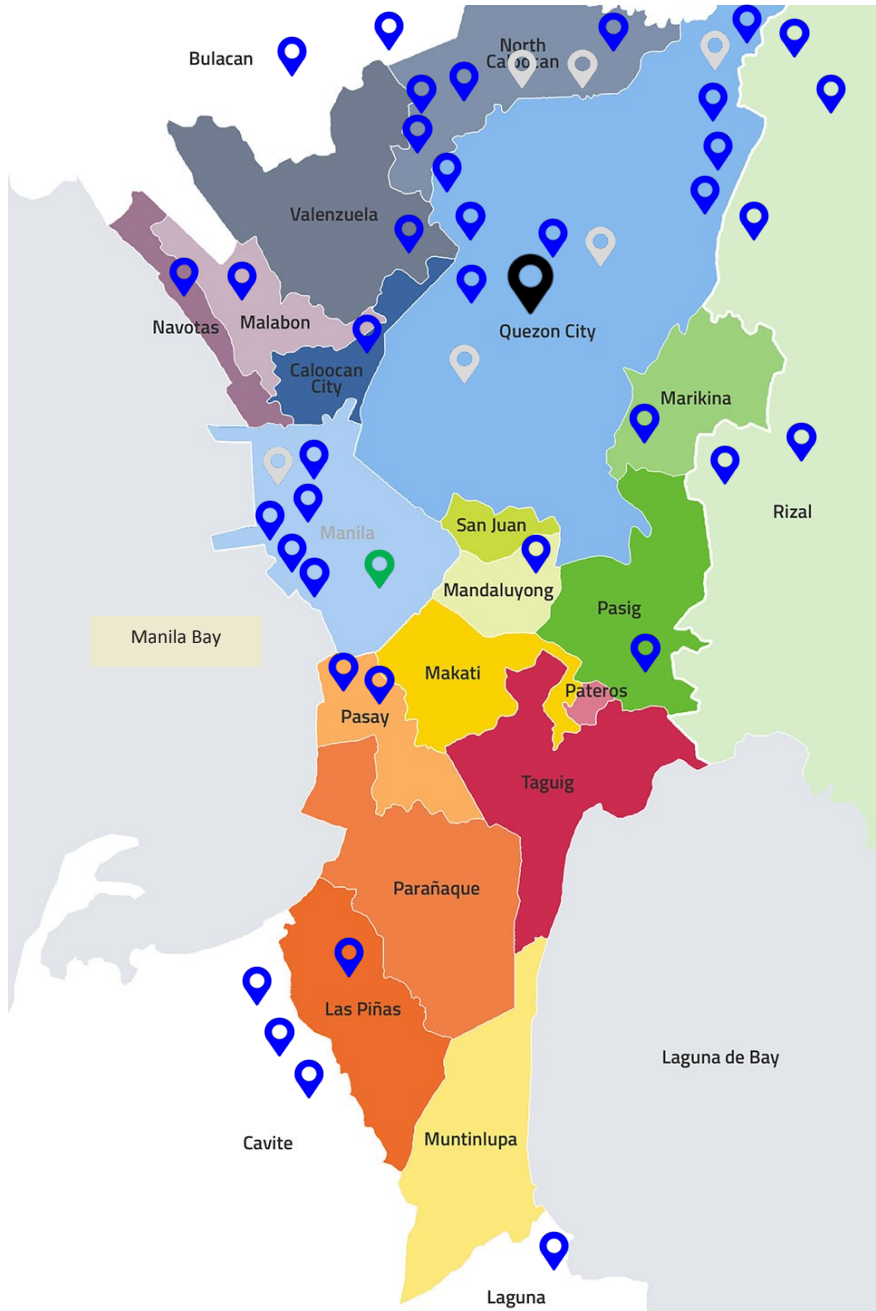 Bulacan
North
Caloocan
Valenzuela
Navotas
Malabon
Quezon City
Caloocan
City
Marikina
Rizal
San Juan
Manila
Mandaluyong
Pasig
Manila Bay
Makati
Pateros
Pasay
Taguig
Parañaque
Las Piñas
Laguna de Bay
Cavite
Muntinlupa
Laguna